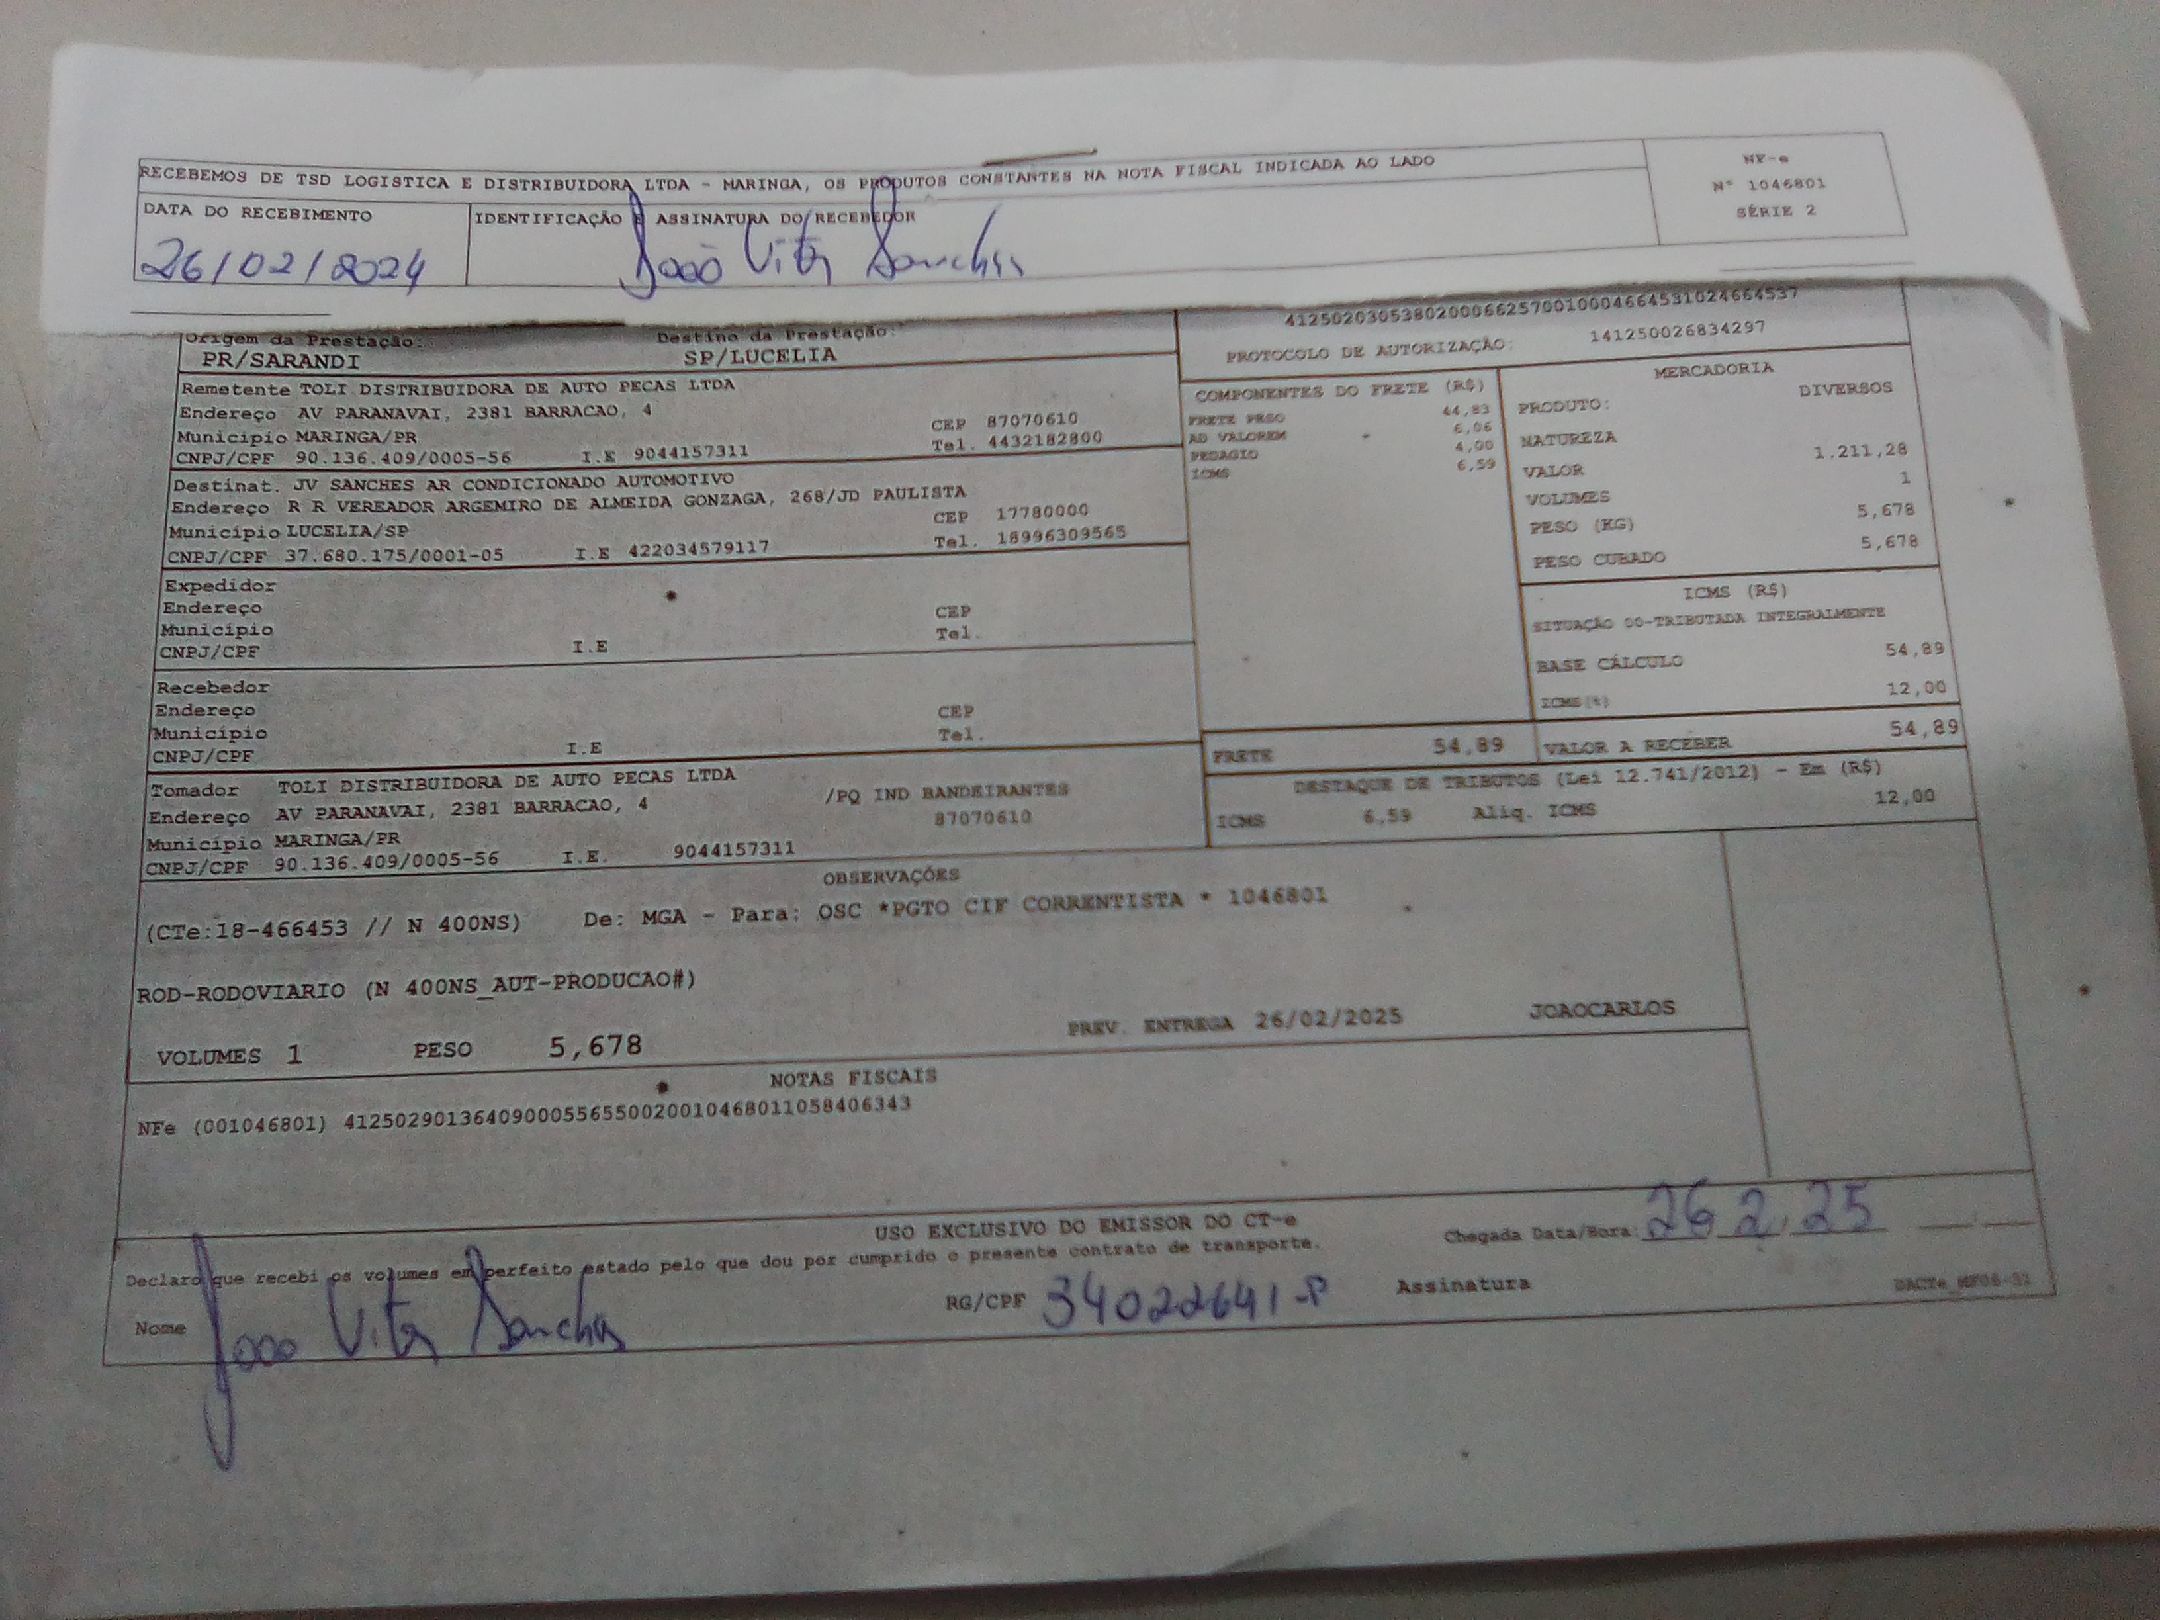 RECEBEMOS DE TSD LOGISTICA E DISTRIBUIDORA LTDA - MARINGA, OS PRODUTOS CONSTANTES NA NOTA FISCAL INDICADA AO LADO
NF-e
Nº 1046801
SÉRIE 2
DATA DO RECEBIMENTO
IDENTIFICAÇÃO E ASSINATURA DO RECEBEDOR
26/02/2024
João Vitor Sanches
Origem da Prestação:
Destino da Prestação:
PR/SARANDI
SP/LUCELIA
41250203053802000662570010004664531024664537
PROTOCOLO DE AUTORIZAÇÃO: 141250026834297
Remetente TOLI DISTRIBUIDORA DE AUTO PECAS LTDA
Endereço AV PARANAVAI, 2381 BARRACAO, 4
CEP 87070610
Município MARINGA/PR
Tel. 4432182800
CNPJ/CPF 90.136.409/0005-56 I.E 9044157311
Destinat. JV SANCHES AR CONDICIONADO AUTOMOTIVO
Endereço R R VEREADOR ARGEMIRO DE ALMEIDA GONZAGA, 268/JD PAULISTA
CEP 17780000
Município LUCELIA/SP
Tel. 18996309565
CNPJ/CPF 37.680.175/0001-05 I.E 422034579117
Expedidor
Endereço CEP
Município Tel.
CNPJ/CPF I.E
Recebedor
Endereço CEP
Município Tel.
CNPJ/CPF I.E
Tomador TOLI DISTRIBUIDORA DE AUTO PECAS LTDA
Endereço AV PARANAVAI, 2381 BARRACAO, 4 /PQ IND BANDEIRANTES
87070610
Município MARINGA/PR
CNPJ/CPF 90.136.409/0005-56 I.E. 9044157311
COMPONENTES DO FRETE (R$)
FRETE PESO 44,83
AD VALOREM 6,06
PEDAGIO 4,00
ICMS 6,59
MERCADORIA
PRODUTO: DIVERSOS
NATUREZA
VALOR 1.211,28
VOLUMES 1
PESO (KG) 5,678
PESO CUBADO 5,678
ICMS (R$)
SITUAÇÃO 00-TRIBUTADA INTEGRALMENTE
BASE CÁLCULO 54,89
ICMS(%) 12,00
FRETE 54,89
VALOR A RECEBER 54,89
DESTAQUE DE TRIBUTOS (Lei 12.741/2012) - Em (R$)
ICMS 6,59 Aliq. ICMS 12,00
OBSERVAÇÕES
(CTe:18-466453 // N 400NS) De: MGA - Para: OSC *PGTO CIF CORRENTISTA * 1046801
ROD-RODOVIARIO (N 400NS_AUT-PRODUCAO#)
VOLUMES 1 PESO 5,678 PREV. ENTREGA 26/02/2025 JOAOCARLOS
NOTAS FISCAIS
NFe (001046801) 41250290136409000556550020010468011058406343
USO EXCLUSIVO DO EMISSOR DO CT-e
Declaro que recebi os volumes em perfeito estado pelo que dou por cumprido o presente contrato de transporte.
Chegada Data/Hora: 26 2 25
Nome João Vitor Sanches
RG/CPF 34022641-P
Assinatura